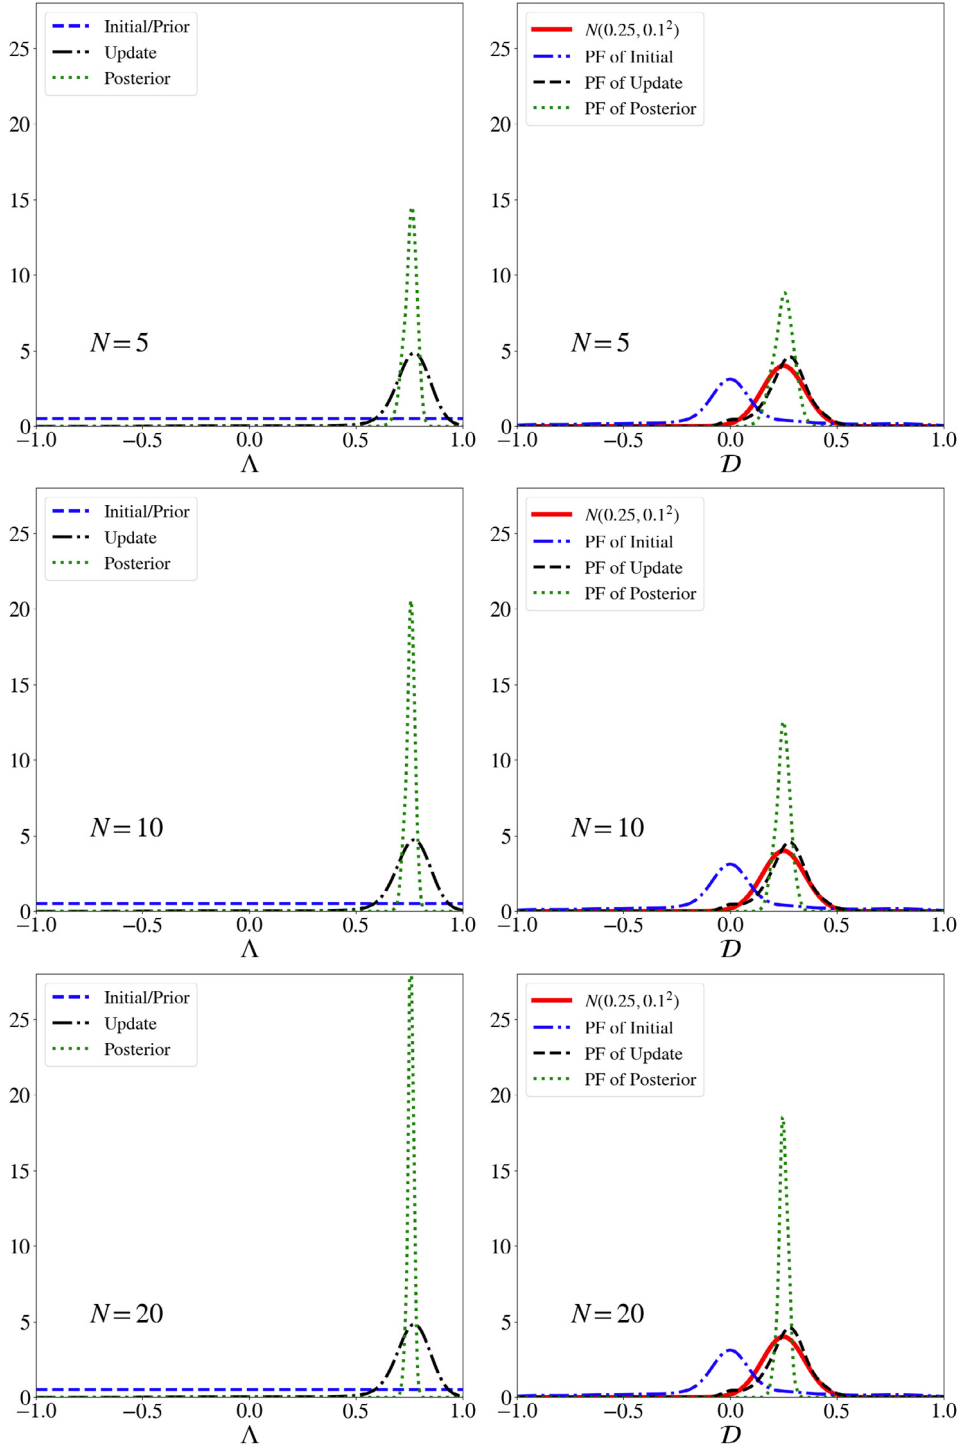 25
20
15
10
5
0
Initial/Prior
Update
Posterior
N=5
−1.0 −0.5 0.0 0.5 1.0
Λ
25
20
15
10
5
0
N(0.25, 0.1²)
PF of Initial
PF of Update
PF of Posterior
N=5
−1.0 −0.5 0.0 0.5 1.0
𝒟
25
20
15
10
5
0
Initial/Prior
Update
Posterior
N=10
−1.0 −0.5 0.0 0.5 1.0
Λ
25
20
15
10
5
0
N(0.25, 0.1²)
PF of Initial
PF of Update
PF of Posterior
N=10
−1.0 −0.5 0.0 0.5 1.0
𝒟
25
20
15
10
5
0
Initial/Prior
Update
Posterior
N=20
−1.0 −0.5 0.0 0.5 1.0
Λ
25
20
15
10
5
0
N(0.25, 0.1²)
PF of Initial
PF of Update
PF of Posterior
N=20
−1.0 −0.5 0.0 0.5 1.0
𝒟